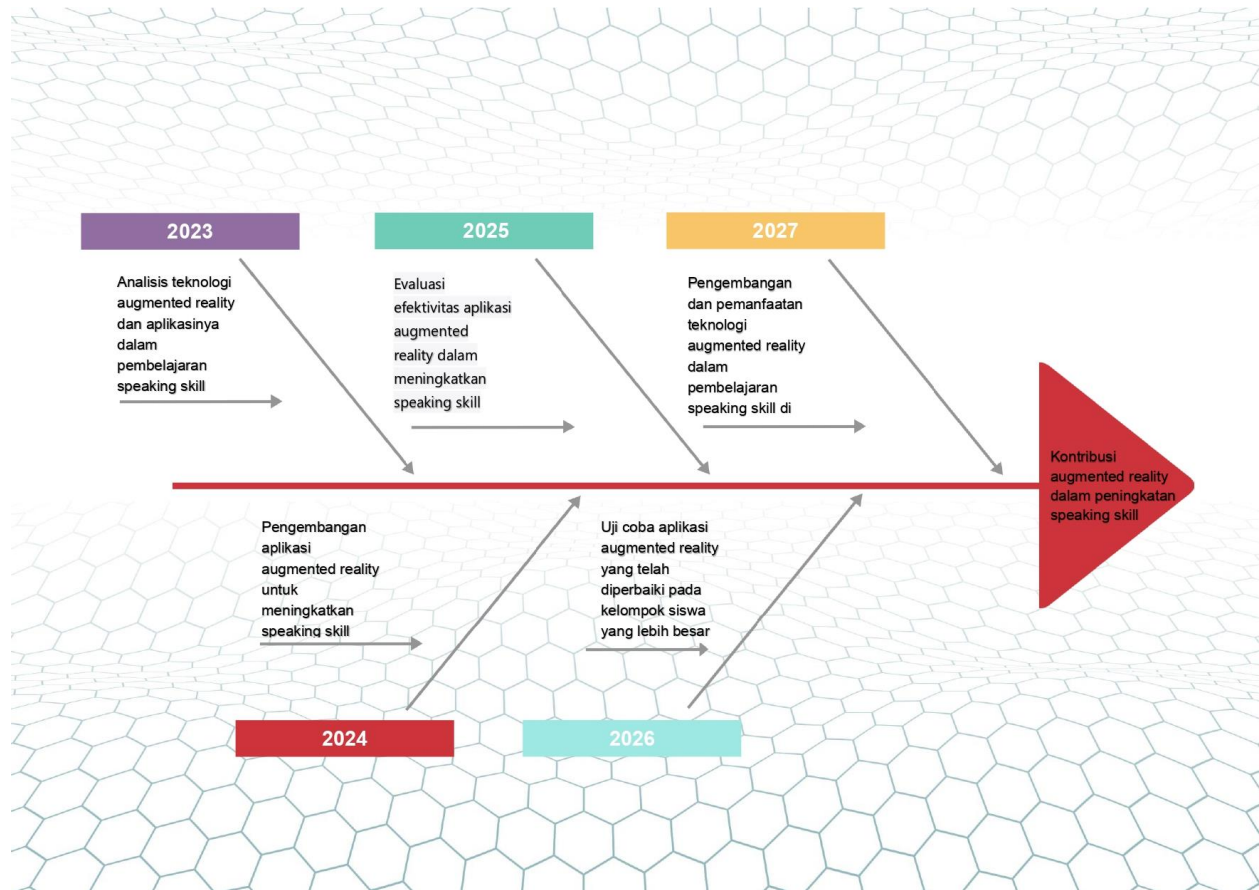 2023
Analisis teknologi
augmented reality
dan aplikasinya
dalam
pembelajaran
speaking skill
2025
Evaluasi
efektivitas aplikasi
augmented
reality dalam
meningkatkan
speaking skill
2027
Pengembangan
dan pemanfaatan
teknologi
augmented reality
dalam
pembelajaran
speaking skill di
Kontribusi
augmented reality
dalam peningkatan
speaking skill
Pengembangan
aplikasi
augmented reality
untuk
meningkatkan
speaking skill
2024
Uji coba aplikasi
augmented reality
yang telah
diperbaiki pada
kelompok siswa
yang lebih besar
2026